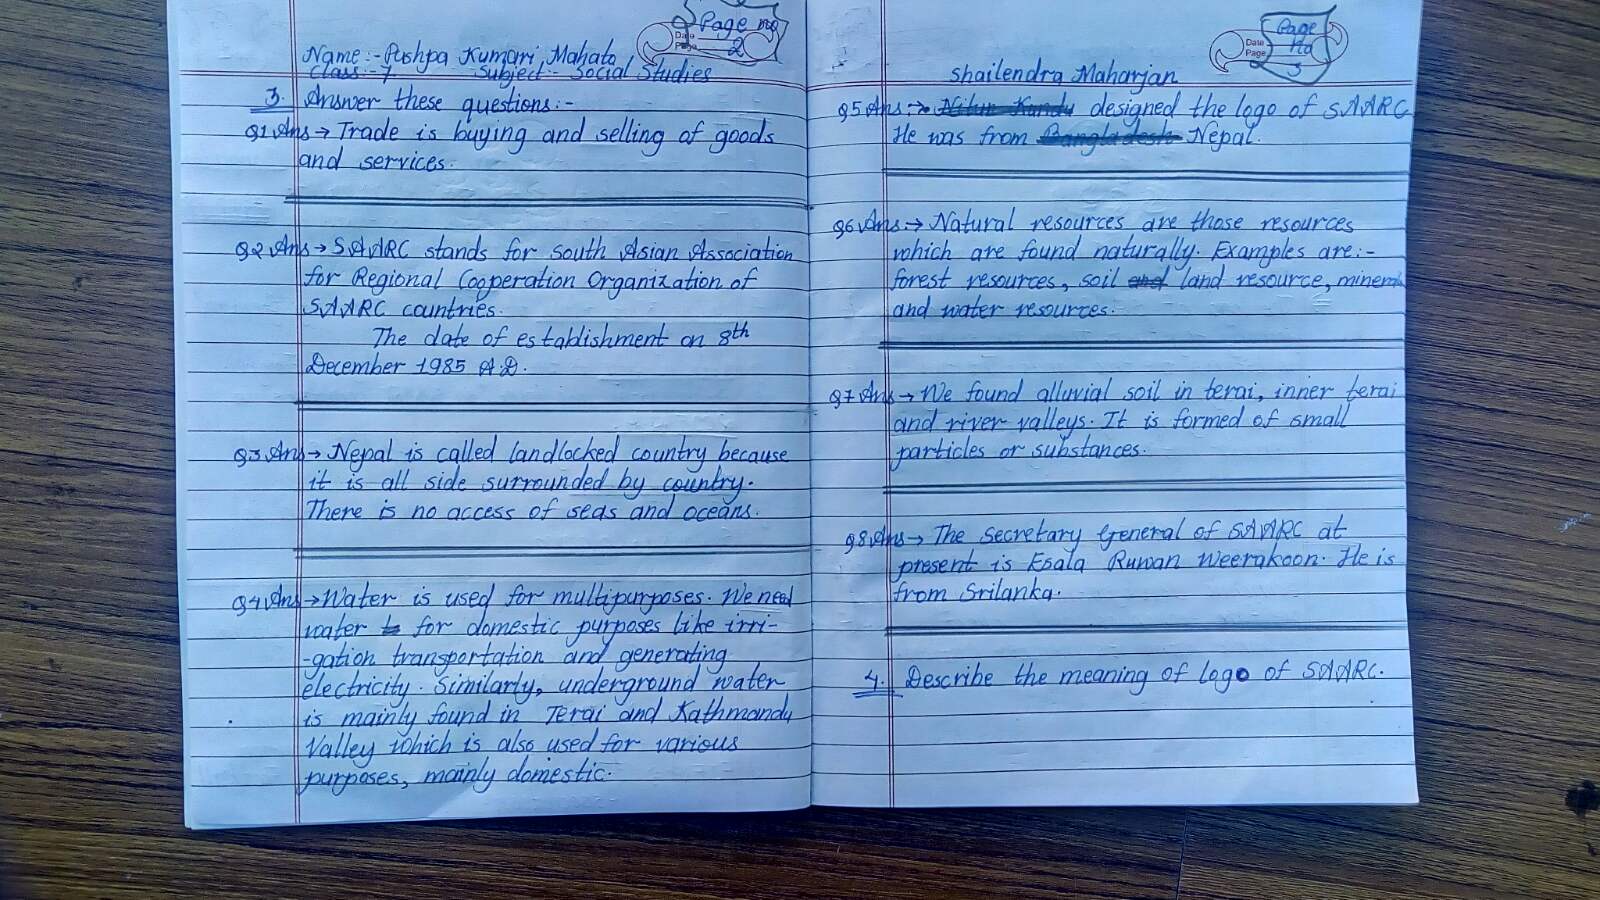 Page no
2
Date
Page
Name:- Pushpa Kumari Mahato
Class:- 7 Subject:- Social Studies
3. Answer these questions:-
Q1 Ans → Trade is buying and selling of goods
and services.
Q2 Ans → SAARC stands for South Asian Association
for Regional Cooperation Organization of
SAARC countries.
The date of establishment on 8th
December 1985 A.D.
Q3 Ans → Nepal is called landlocked country because
it is all side surrounded by country.
There is no access of seas and oceans.
Q4 Ans → Water is used for multipurposes. We need
water for domestic purposes like irri-
-gation transportation and generating
electricity. Similarly, underground water
is mainly found in Terai and Kathmandu
Valley which is also used for various
purposes, mainly domestic.
Page
no
3
Date
Page
Shailendra Maharjan
Q5 Ans:→ Nitun Kundu designed the logo of SAARC
He was from Bangladesh Nepal.
Q6 Ans:→ Natural resources are those resources
which are found naturally. Examples are:-
forest resources, soil and land resource, minerals
and water resources.
Q7 Ans → We found alluvial soil in terai, inner terai
and river valleys. It is formed of small
particles or substances.
Q8 Ans → The Secretary General of SAARC at
present is Esala Ruwan Weerakoon. He is
from Srilanka.
4. Describe the meaning of logo of SAARC.